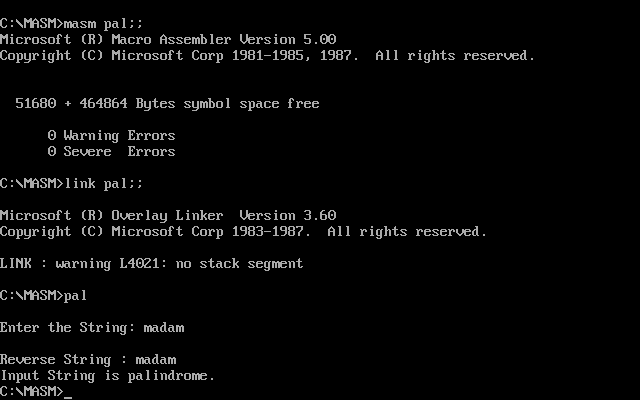 C:\MASM>masm pal;;
Microsoft (R) Macro Assembler Version 5.00
Copyright (C) Microsoft Corp 1981-1985, 1987.  All rights reserved.
51680 + 464864 Bytes symbol space free
0 Warning Errors
0 Severe  Errors
C:\MASM>link pal;;
Microsoft (R) Overlay Linker  Version 3.60
Copyright (C) Microsoft Corp 1983-1987.  All rights reserved.
LINK : warning L4021: no stack segment
C:\MASM>pal
Enter the String: madam
Reverse String : madam
Input String is palindrome.
C:\MASM>_